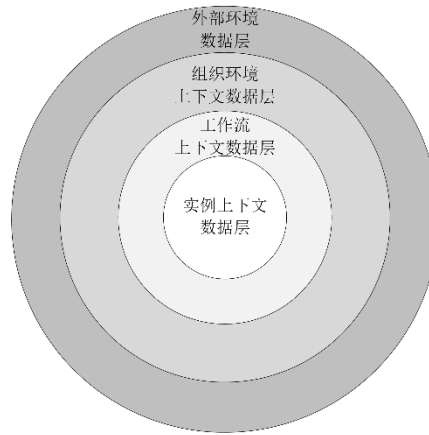 外部环境
数据层
组织环境
上下文数据层
工作流
上下文数据层
实例上下文
数据层